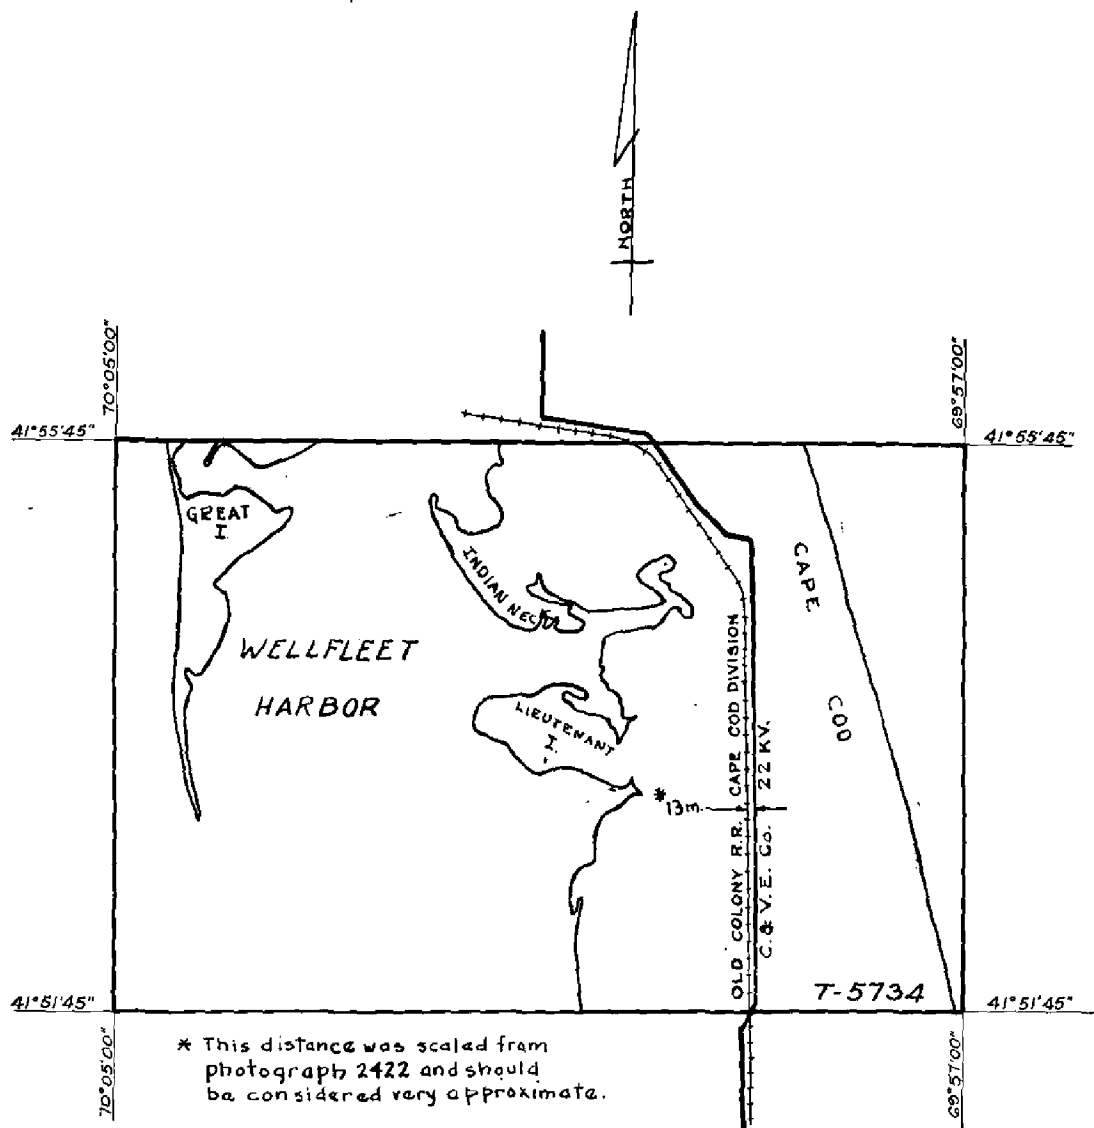 NORTH
70°05'00"
69°57'00"
41°55'45"
41°55'45"
GREAT
I.
INDIAN NECK
CAPE
COD
WELLFLEET
HARBOR
LIEUTENANT
I.
*13m.
OLD COLONY R.R. CAPE COD DIVISION
C. & V. E. Co. 22 KV.
T-5734
41°51'45"
41°51'45"
70°05'00"
69°57'00"
* This distance was scaled from
photograph 2422 and should
be considered very approximate.